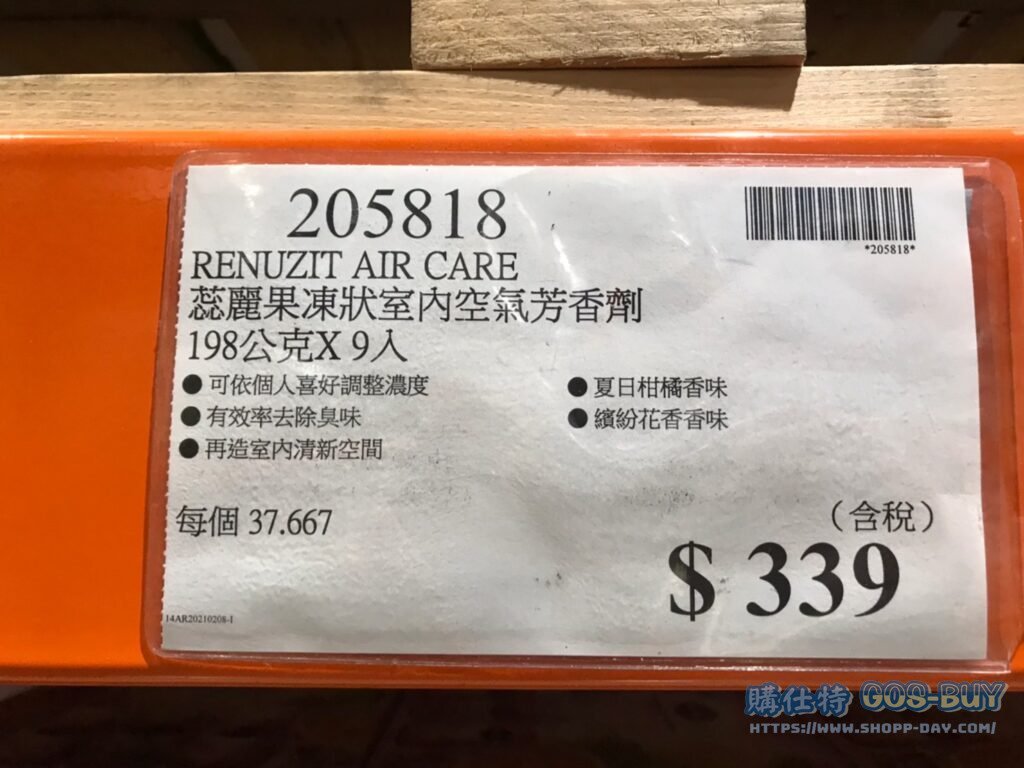 205818
*205818*
RENUZIT AIR CARE
蕊麗果凍狀室內空氣芳香劑
198公克X 9入
● 可依個人喜好調整濃度
● 有效率去除臭味
● 再造室內清新空間
● 夏日柑橘香味
● 繽紛花香香味
每個 37.667
（含稅）
$ 339
14AR20210208-1
購仕特 GOS-BUY
HTTPS://WWW.SHOPP-DAY.COM/